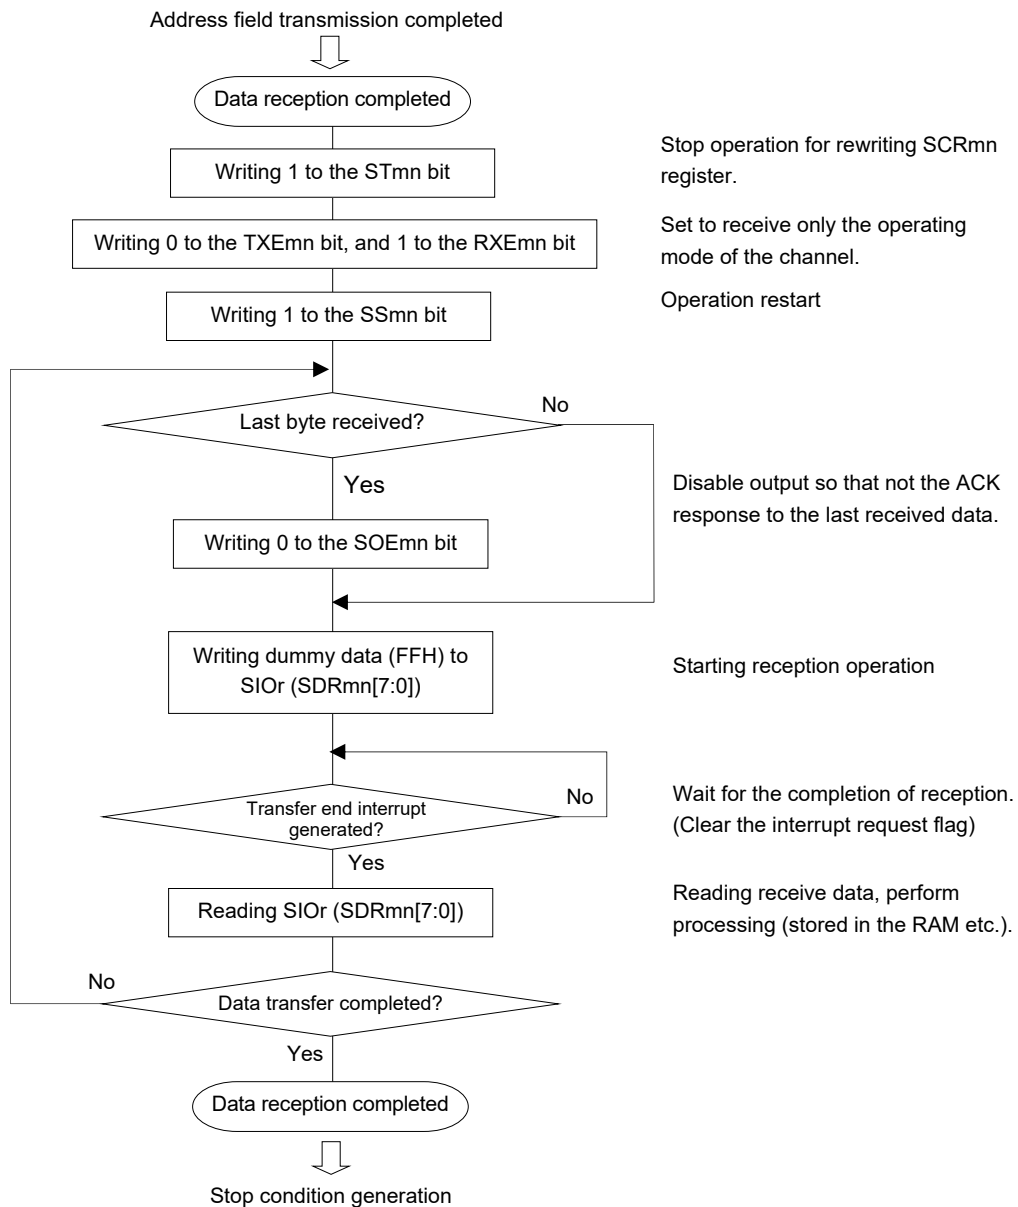 Address field transmission completed
Data reception completed
Writing 1 to the STmn bit
Stop operation for rewriting SCRmn
register.
Writing 0 to the TXEmn bit, and 1 to the RXEmn bit
Set to receive only the operating
mode of the channel.
Writing 1 to the SSmn bit
Operation restart
Last byte received?
No
Yes
Disable output so that not the ACK
response to the last received data.
Writing 0 to the SOEmn bit
Writing dummy data (FFH) to
SIOr (SDRmn[7:0])
Starting reception operation
Transfer end interrupt
generated?
No
Wait for the completion of reception.
(Clear the interrupt request flag)
Yes
Reading SIOr (SDRmn[7:0])
Reading receive data, perform
processing (stored in the RAM etc.).
No
Data transfer completed?
Yes
Data reception completed
Stop condition generation